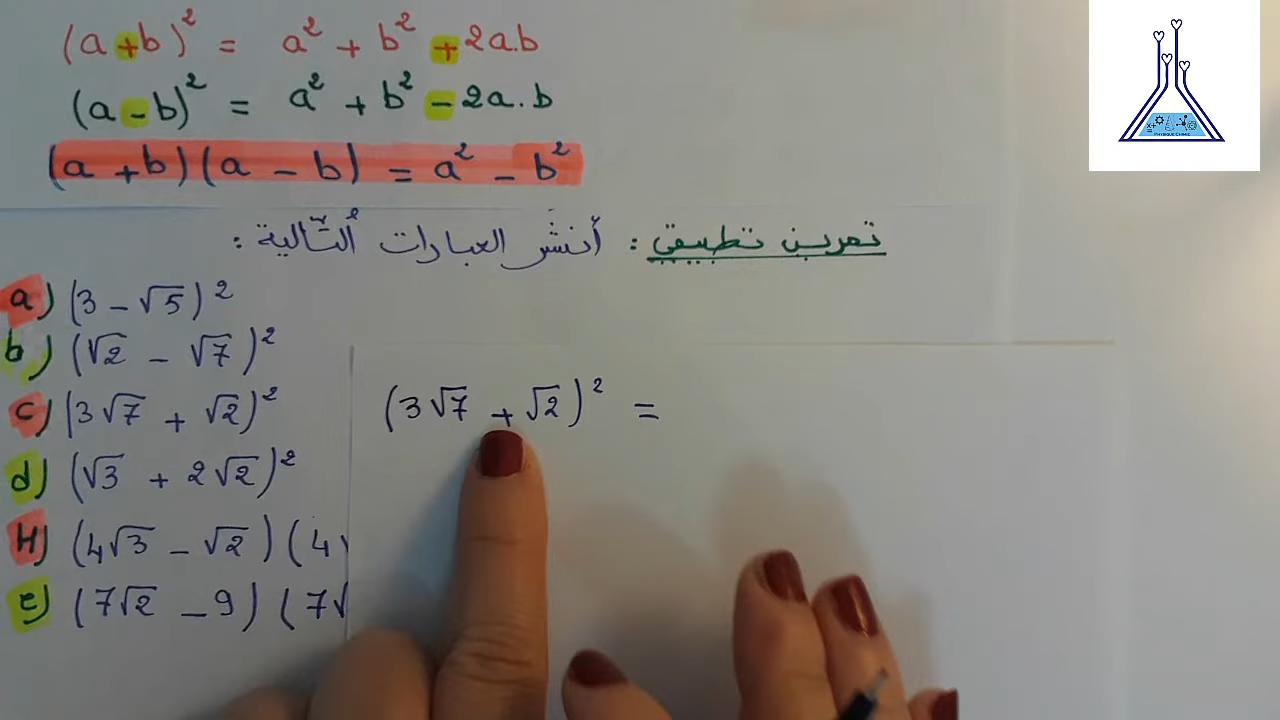 (a + b)² = a² + b² + 2a.b
(a - b)² = a² + b² - 2a.b
(a + b)(a - b) = a² - b²
تمرين تطبيقي : أنشر العبارات التالية :
a) (3 - √5)²
b) (√2 - √7)²
c) (3√7 + √2)²
(3√7 + √2)² =
d) (√3 + 2√2)²
H) (4√3 - √2)(4√
e) (7√2 - 9)(7√
PHYSIQUE CHIMIE